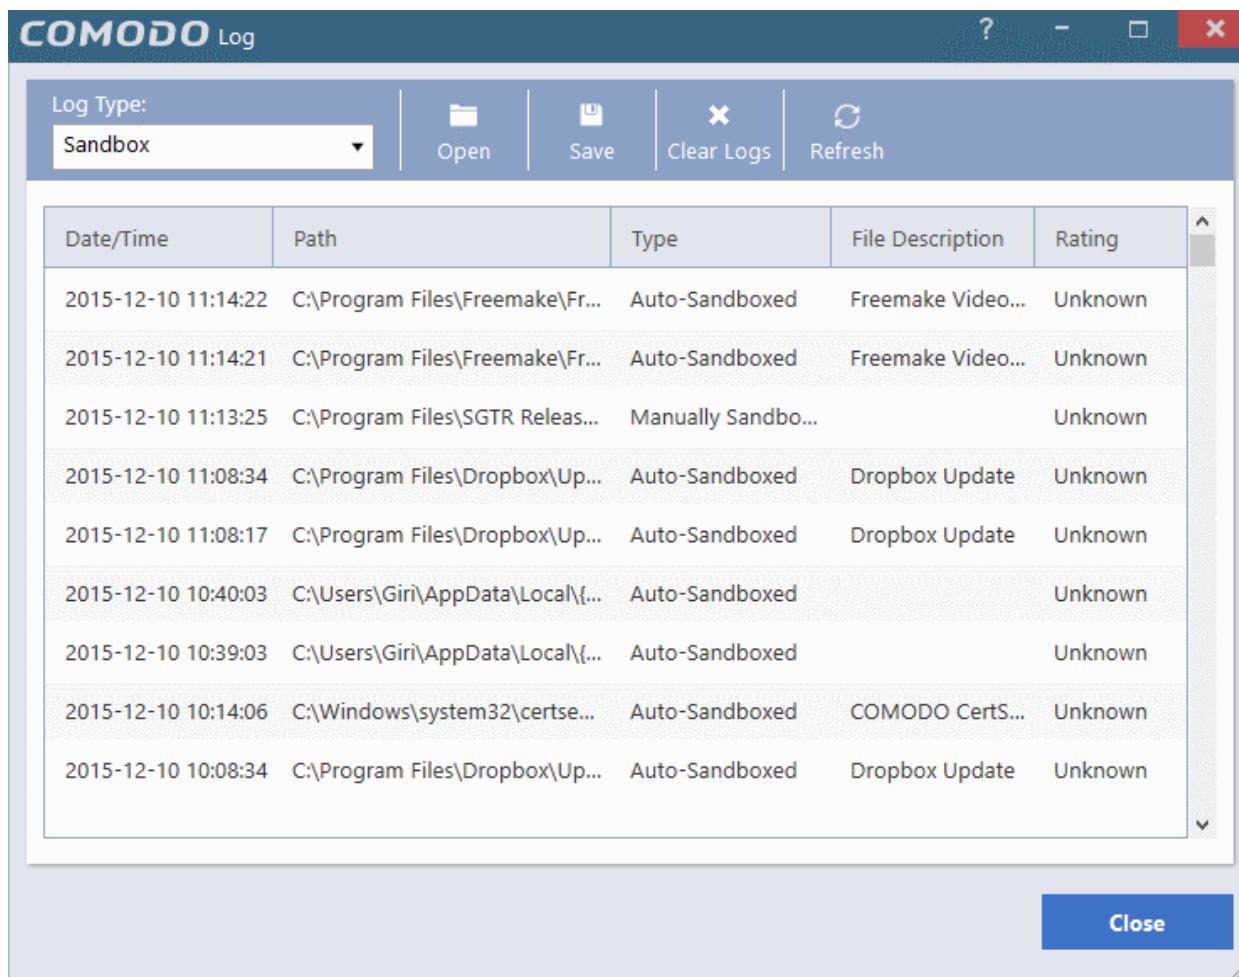 COMODO Log
?
Log Type:
Sandbox
Open Save Clear Logs Refresh
Date/Time Path Type File Description Rating
2015-12-10 11:14:22 C:\Program Files\Freemake\Fr... Auto-Sandboxed Freemake Video... Unknown
2015-12-10 11:14:21 C:\Program Files\Freemake\Fr... Auto-Sandboxed Freemake Video... Unknown
2015-12-10 11:13:25 C:\Program Files\SGTR Releas... Manually Sandbo... Unknown
2015-12-10 11:08:34 C:\Program Files\Dropbox\Up... Auto-Sandboxed Dropbox Update Unknown
2015-12-10 11:08:17 C:\Program Files\Dropbox\Up... Auto-Sandboxed Dropbox Update Unknown
2015-12-10 10:40:03 C:\Users\Giri\AppData\Local\{... Auto-Sandboxed Unknown
2015-12-10 10:39:03 C:\Users\Giri\AppData\Local\{... Auto-Sandboxed Unknown
2015-12-10 10:14:06 C:\Windows\system32\certse... Auto-Sandboxed COMODO CertS... Unknown
2015-12-10 10:08:34 C:\Program Files\Dropbox\Up... Auto-Sandboxed Dropbox Update Unknown
Close